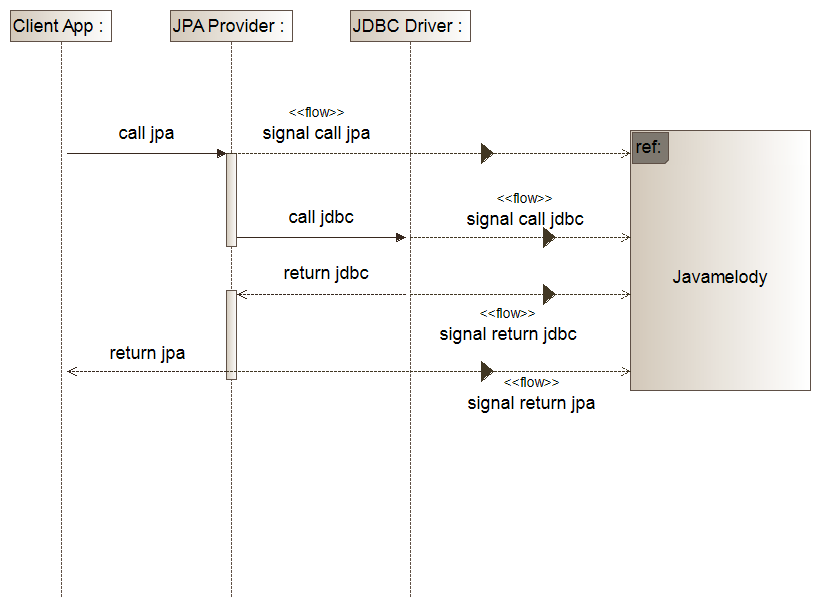 Client App :
JPA Provider :
JDBC Driver :
<<flow>>
call jpa
signal call jpa
ref:
<<flow>>
call jdbc
signal call jdbc
return jdbc
Javamelody
<<flow>>
signal return jdbc
return jpa
<<flow>>
signal return jpa